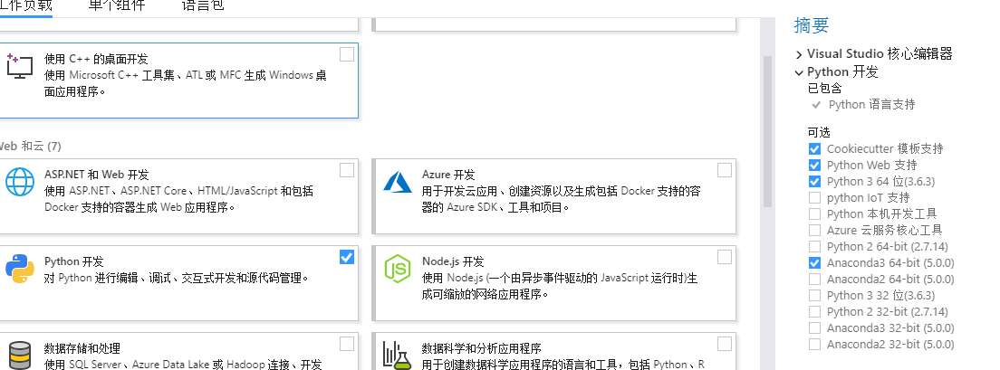 工作负载
单个组件
语言包
使用 C++ 的桌面开发
使用 Microsoft C++ 工具集、ATL 或 MFC 生成 Windows 桌
面应用程序。
Web 和云 (7)
ASP.NET 和 Web 开发
使用 ASP.NET、ASP.NET Core、HTML/JavaScript 和包括
Docker 支持的容器生成 Web 应用程序。
Azure 开发
用于开发云应用、创建资源以及生成包括 Docker 支持的容
器的 Azure SDK、工具和项目。
Python 开发
对 Python 进行编辑、调试、交互式开发和源代码管理。
Node.js 开发
使用 Node.js (一个由异步事件驱动的 JavaScript 运行时)生
成可缩放的网络应用程序。
数据存储和处理
使用 SQL Server、Azure Data Lake 或 Hadoop 连接、开发
数据科学和分析应用程序
用于创建数据科学应用程序的语言和工具，包括 Python、R
摘要
Visual Studio 核心编辑器
Python 开发
已包含
Python 语言支持
可选
Cookiecutter 模板支持
Python Web 支持
Python 3 64 位(3.6.3)
python IoT 支持
Python 本机开发工具
Azure 云服务核心工具
Python 2 64-bit (2.7.14)
Anaconda3 64-bit (5.0.0)
Anaconda2 64-bit (5.0.0)
Python 3 32 位(3.6.3)
Python 2 32-bit (2.7.14)
Anaconda3 32-bit (5.0.0)
Anaconda2 32-bit (5.0.0)